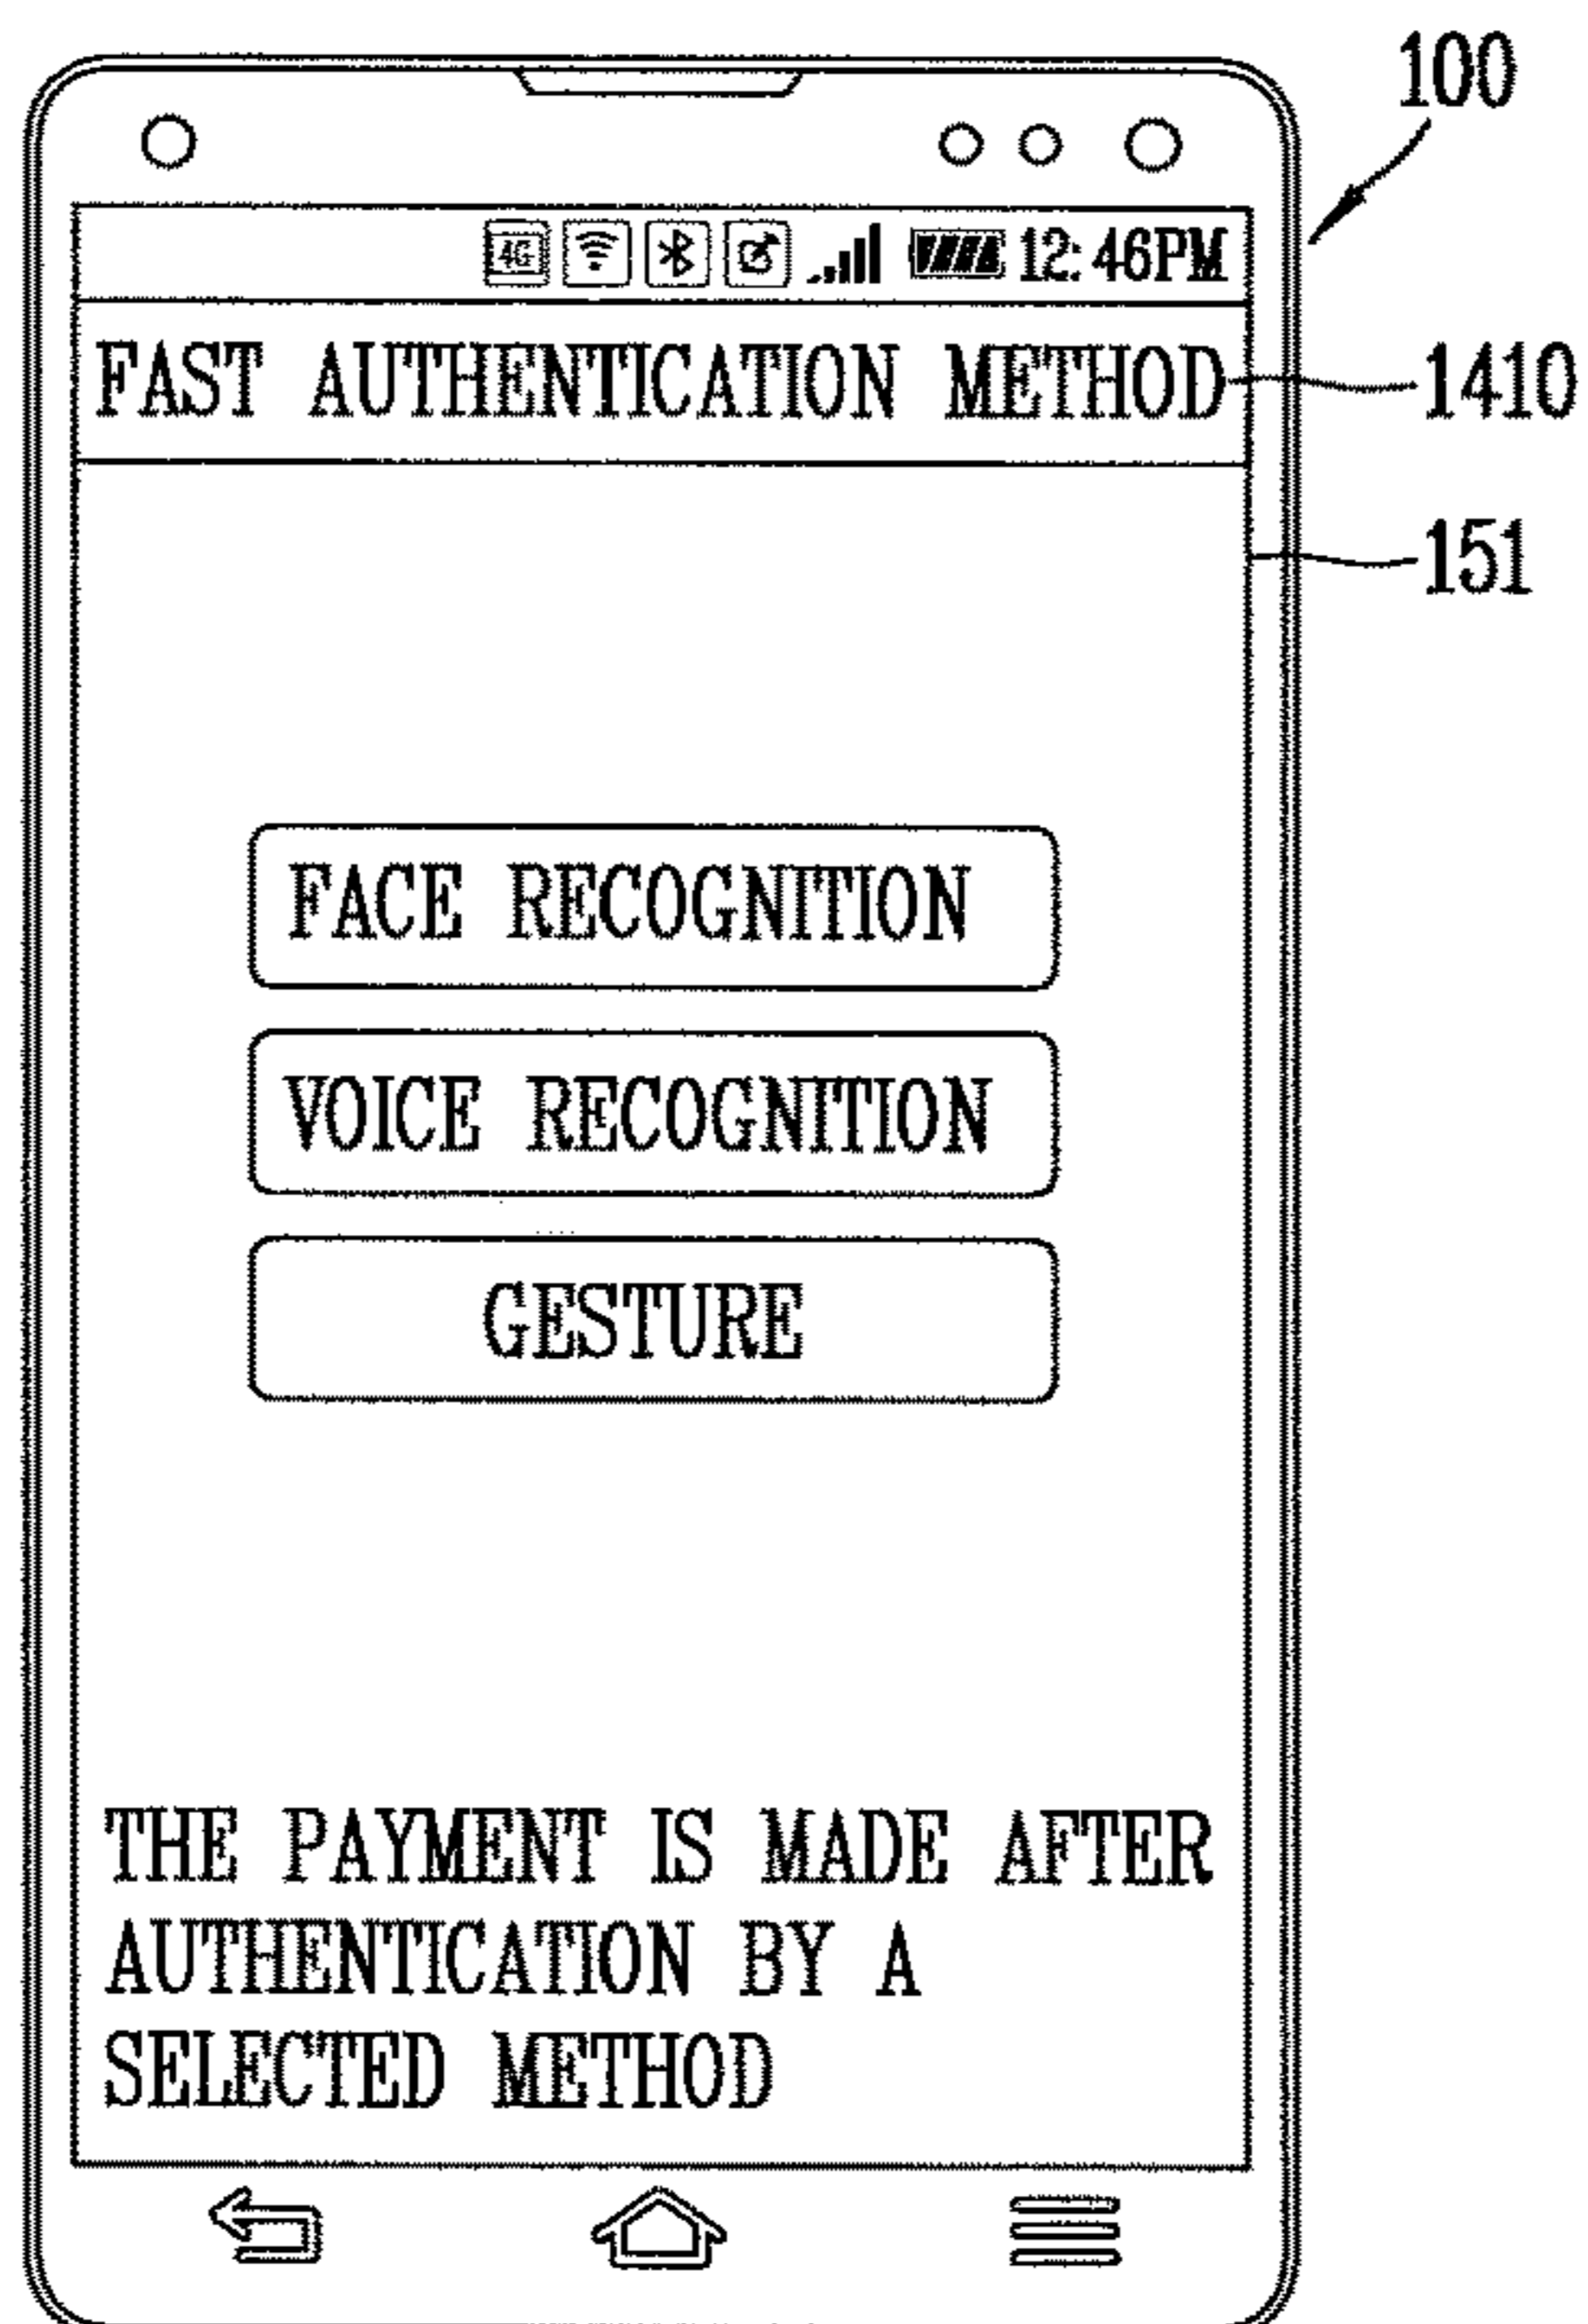 100
4G 12:46PM
FAST AUTHENTICATION METHOD
1410
151
FACE RECOGNITION
VOICE RECOGNITION
GESTURE
THE PAYMENT IS MADE AFTER
AUTHENTICATION BY A
SELECTED METHOD